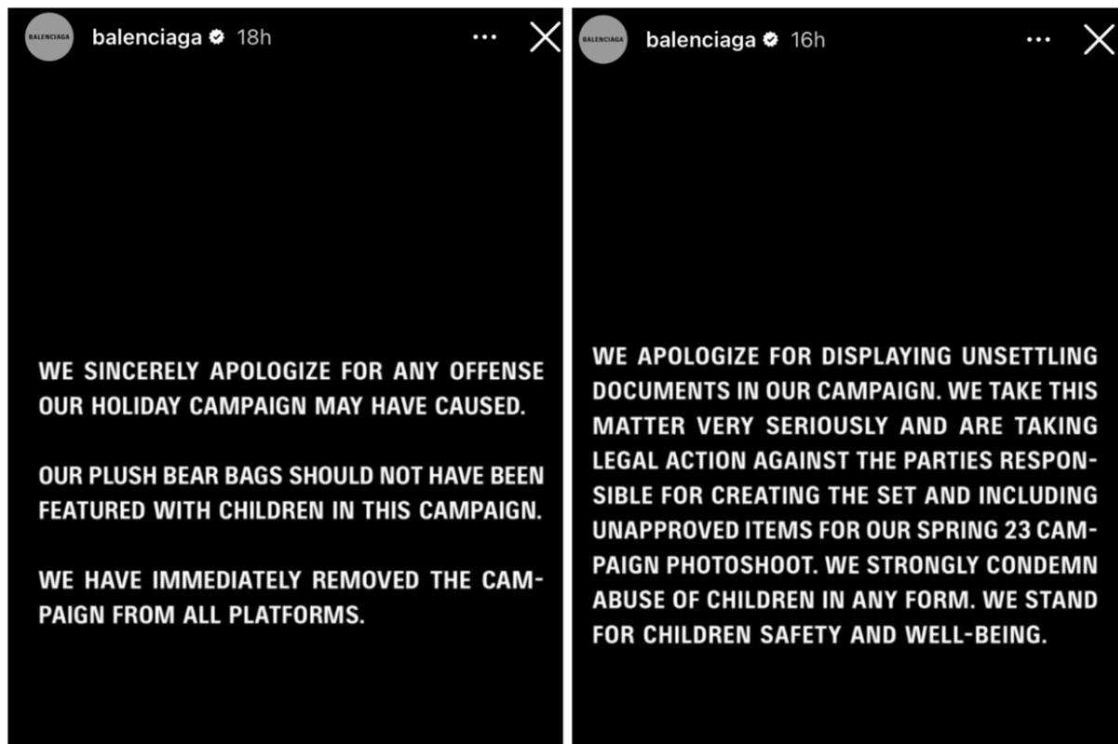 BALENCIAGA
balenciaga 18h
WE SINCERELY APOLOGIZE FOR ANY OFFENSE
OUR HOLIDAY CAMPAIGN MAY HAVE CAUSED.
OUR PLUSH BEAR BAGS SHOULD NOT HAVE BEEN
FEATURED WITH CHILDREN IN THIS CAMPAIGN.
WE HAVE IMMEDIATELY REMOVED THE CAM-
PAIGN FROM ALL PLATFORMS.
BALENCIAGA
balenciaga 16h
WE APOLOGIZE FOR DISPLAYING UNSETTLING
DOCUMENTS IN OUR CAMPAIGN. WE TAKE THIS
MATTER VERY SERIOUSLY AND ARE TAKING
LEGAL ACTION AGAINST THE PARTIES RESPON-
SIBLE FOR CREATING THE SET AND INCLUDING
UNAPPROVED ITEMS FOR OUR SPRING 23 CAM-
PAIGN PHOTOSHOOT. WE STRONGLY CONDEMN
ABUSE OF CHILDREN IN ANY FORM. WE STAND
FOR CHILDREN SAFETY AND WELL-BEING.